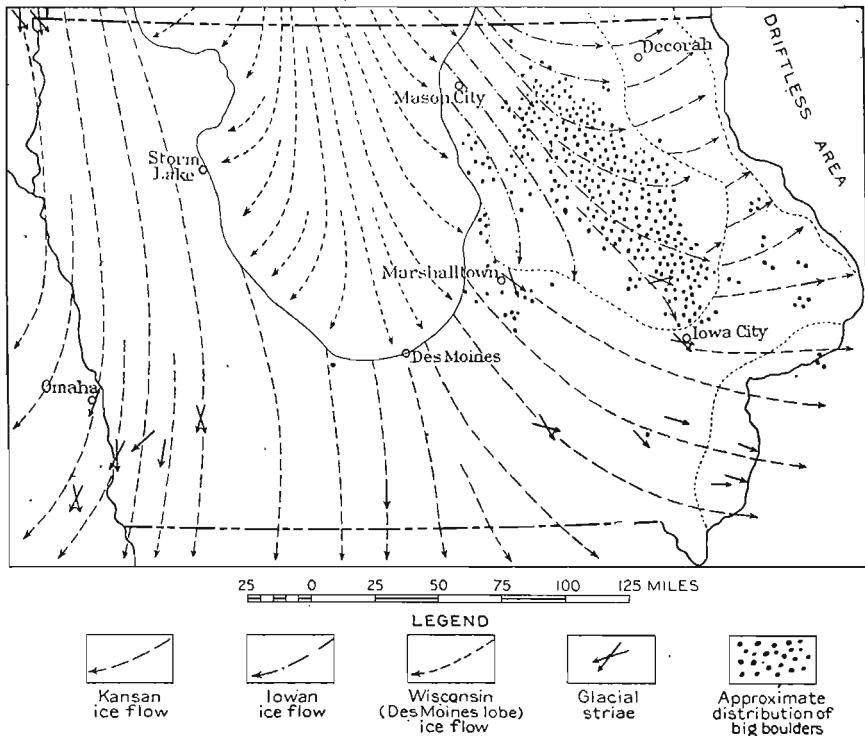 Decorah
DRIFTLESS AREA
Mason City
Storm
Lake
Marshalltown
Iowa City
Des Moines
Omaha
25 0 25 50 75 100 125 MILES
LEGEND
Kansan
ice flow
Iowan
ice flow
Wisconsin
(Des Moines lobe)
ice flow
Glacial
striae
Approximate
distribution of
big boulders